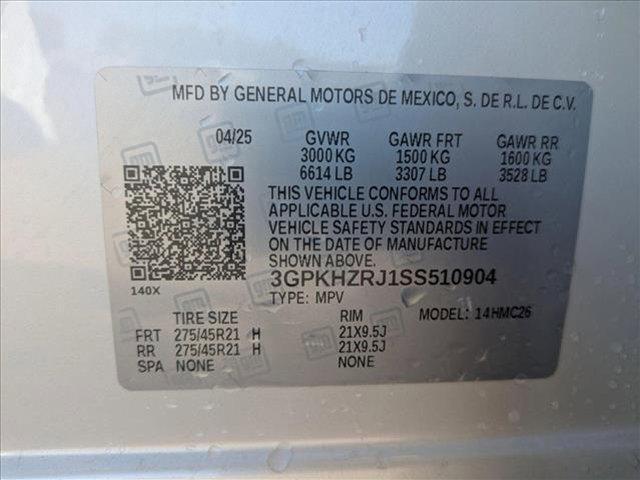 MFD BY GENERAL MOTORS DE MEXICO, S. DE R.L. DE C.V.
04/25 GVWR GAWR FRT GAWR RR
3000 KG 1500 KG 1600 KG
6614 LB 3307 LB 3528 LB
THIS VEHICLE CONFORMS TO ALL
APPLICABLE U.S. FEDERAL MOTOR
VEHICLE SAFETY STANDARDS IN EFFECT
ON THE DATE OF MANUFACTURE
SHOWN ABOVE.
140X 3GPKHZRJ1SS510904
TYPE: MPV MODEL: 14HMC26
TIRE SIZE RIM
FRT 275/45R21 H 21X9.5J
RR 275/45R21 H 21X9.5J
SPA NONE NONE